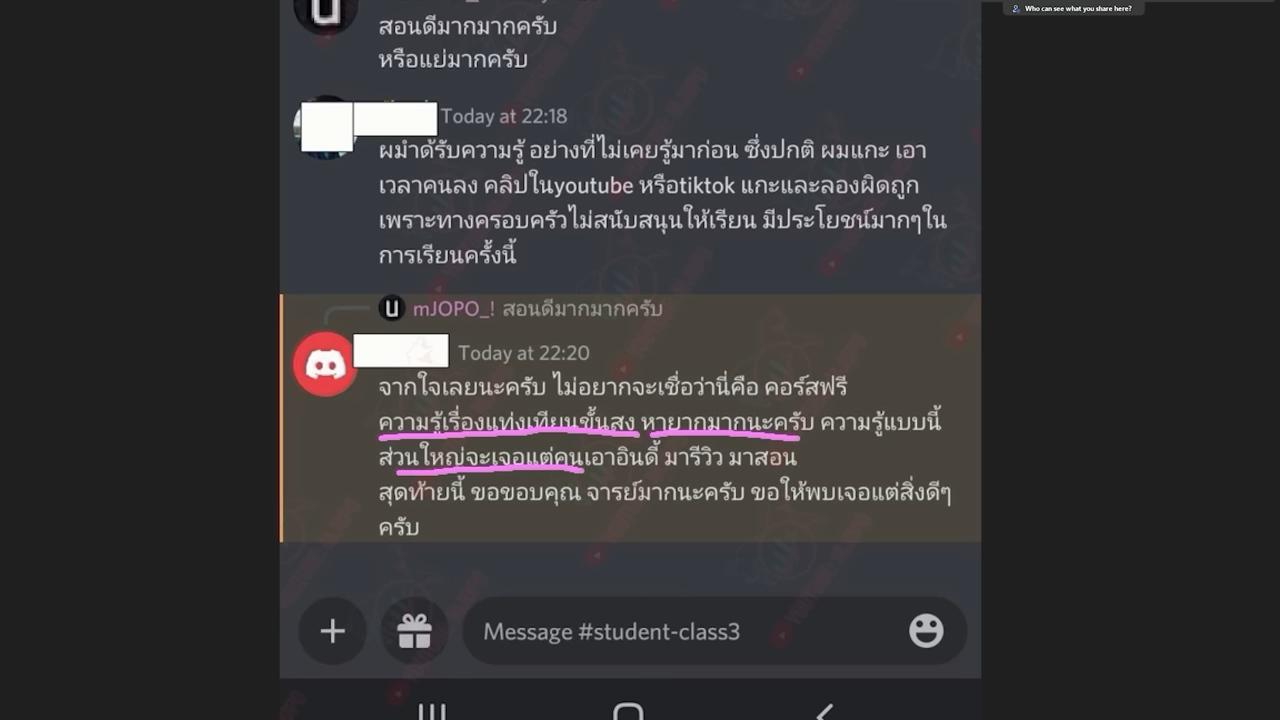 Who can see what you share here?
สอนดีมากมากครับ
หรือแย่มากครับ
Today at 22:18
ผมำด้รับความรู้ อย่างที่ไม่เคยรู้มาก่อน ซึ่งปกติ ผมแกะ เอา
เวลาคนลง คลิปในyoutube หรือtiktok แกะและลองผิดถูก
เพราะทางครอบครัวไม่สนับสนุนให้เรียน มีประโยชน์มากๆใน
การเรียนครั้งนี้
mJOPO_! สอนดีมากมากครับ
Today at 22:20
จากใจเลยนะครับ ไม่อยากจะเชื่อว่านี่คือ คอร์สฟรี
ความรู้เรื่องแท่งเทียนขั้นสูง หายากมากนะครับ ความรู้แบบนี้
ส่วนใหญ่จะเจอแต่คนเอาอินดี้ มารีวิว มาสอน
สุดท้ายนี้ ขอขอบคุณ จารย์มากนะครับ ขอให้พบเจอแต่สิ่งดีๆ
ครับ
Message #student-class3